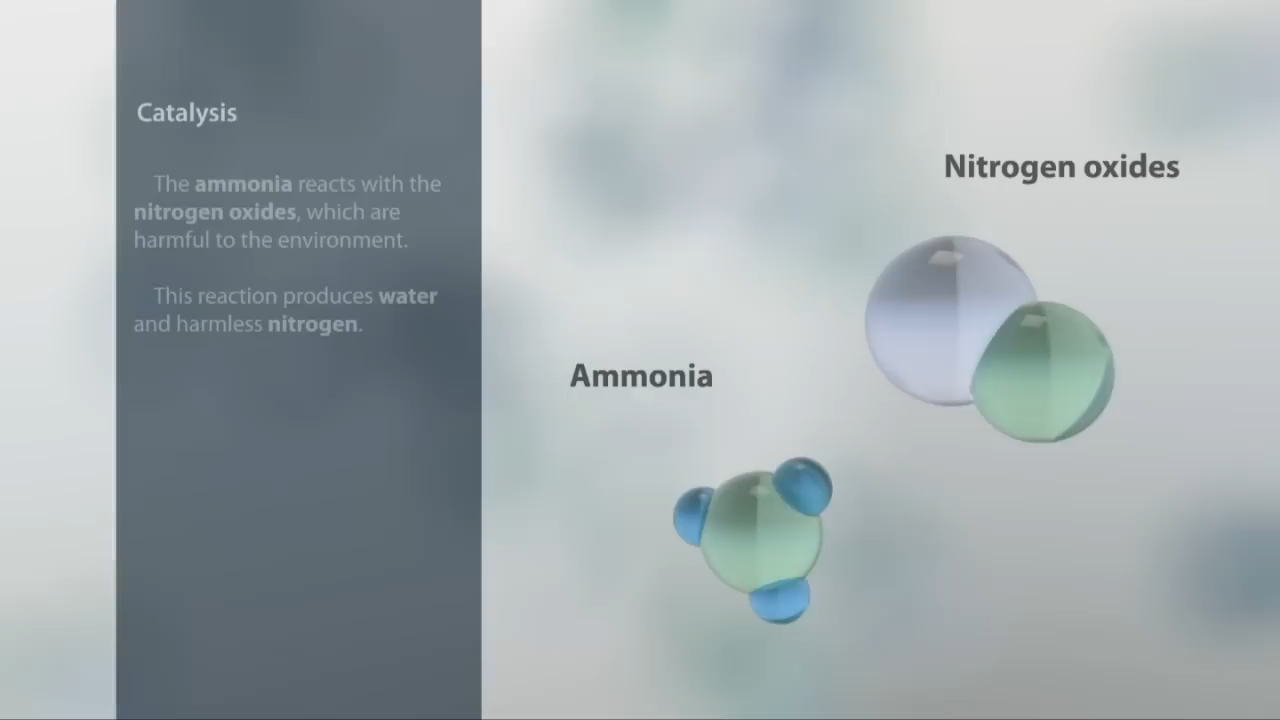 Catalysis
The ammonia reacts with the
nitrogen oxides, which are
harmful to the environment.
This reaction produces water
and harmless nitrogen.
Nitrogen oxides
Ammonia